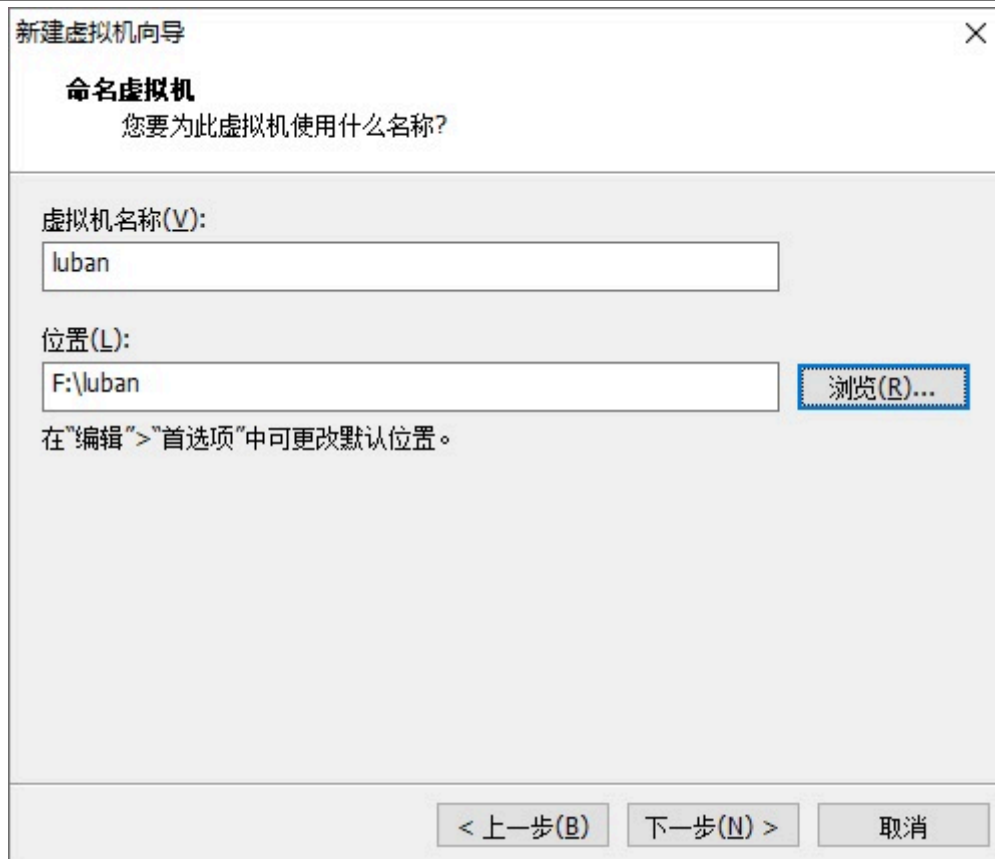 新建虚拟机向导
命名虚拟机
您要为此虚拟机使用什么名称?
虚拟机名称(V):
luban
位置(L):
F:\luban
浏览(R)...
在"编辑">"首选项"中可更改默认位置。
< 上一步(B)
下一步(N) >
取消